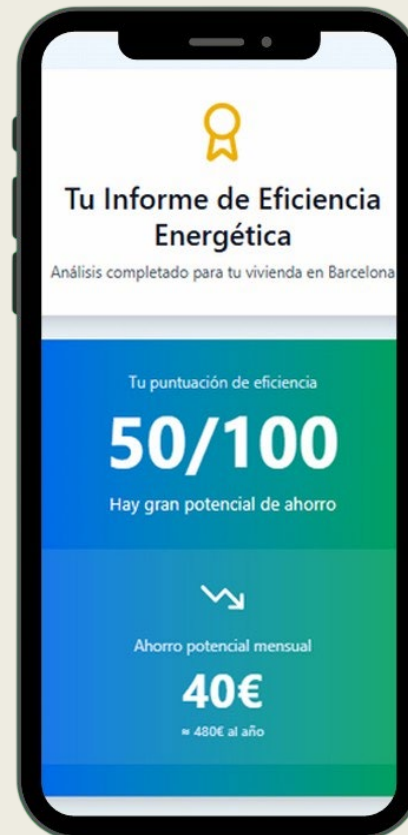 Tu Informe de Eficiencia
Energética
Análisis completado para tu vivienda en Barcelona
Tu puntuación de eficiencia
50/100
Hay gran potencial de ahorro
Ahorro potencial mensual
40€
≈ 480€ al año